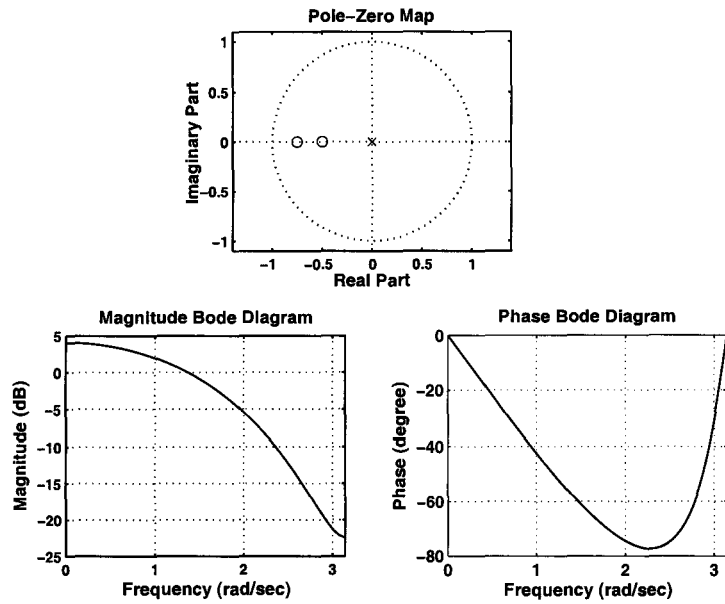 Pole–Zero Map
Imaginary Part
1
0.5
0
−0.5
−1
−1 −0.5 0 0.5 1
Real Part
Magnitude Bode Diagram
Magnitude (dB)
5
0
−5
−10
−15
−20
−25
0 1 2 3
Frequency (rad/sec)
Phase Bode Diagram
Phase (degree)
0
−20
−40
−60
−80
0 1 2 3
Frequency (rad/sec)